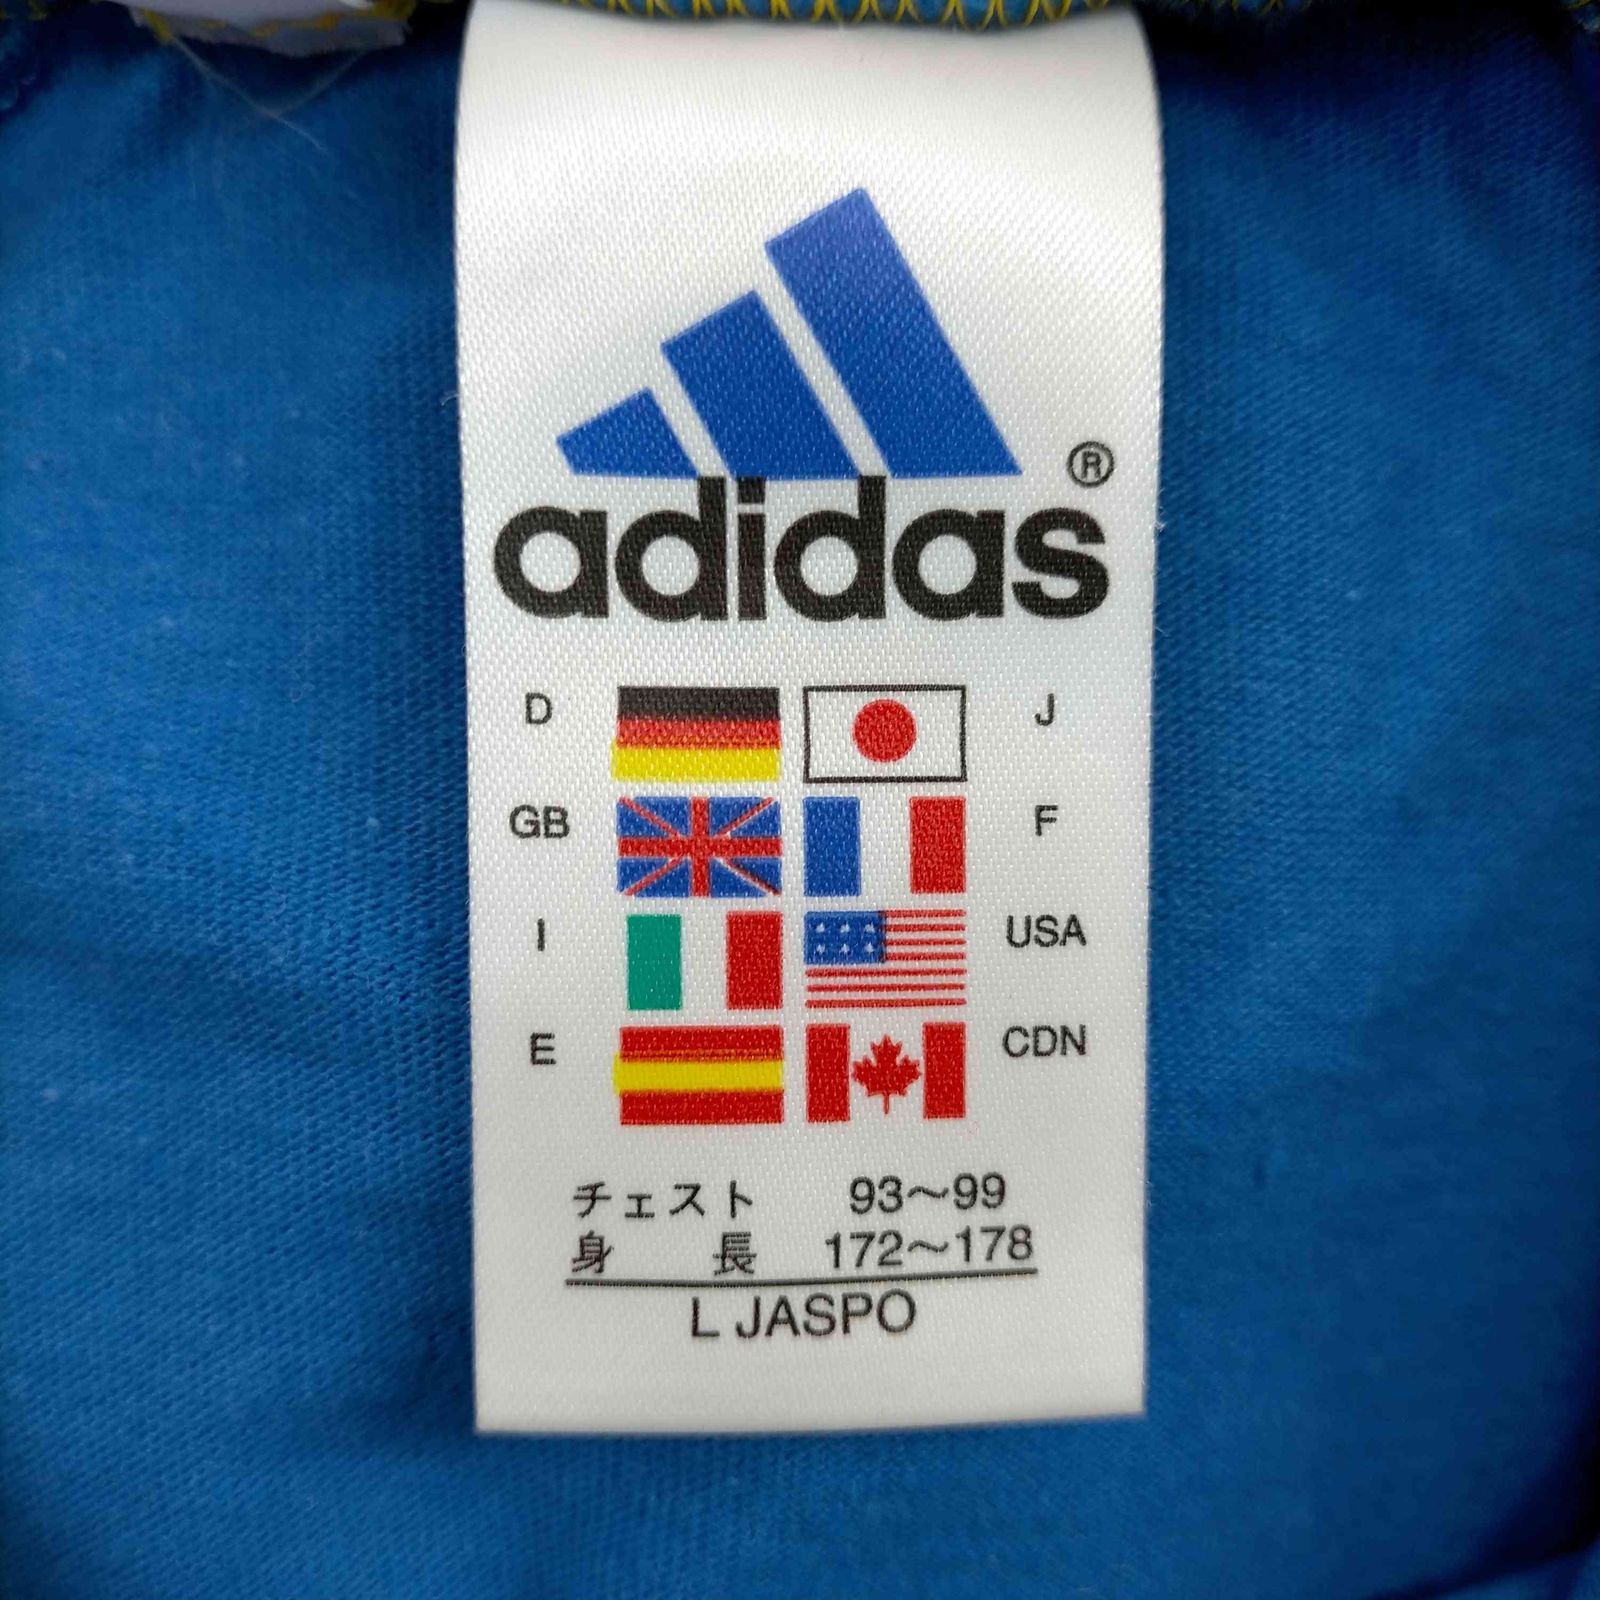 adidas®
D J
GB F
I USA
E CDN
チェスト 93〜99
身長 172〜178
L JASPO